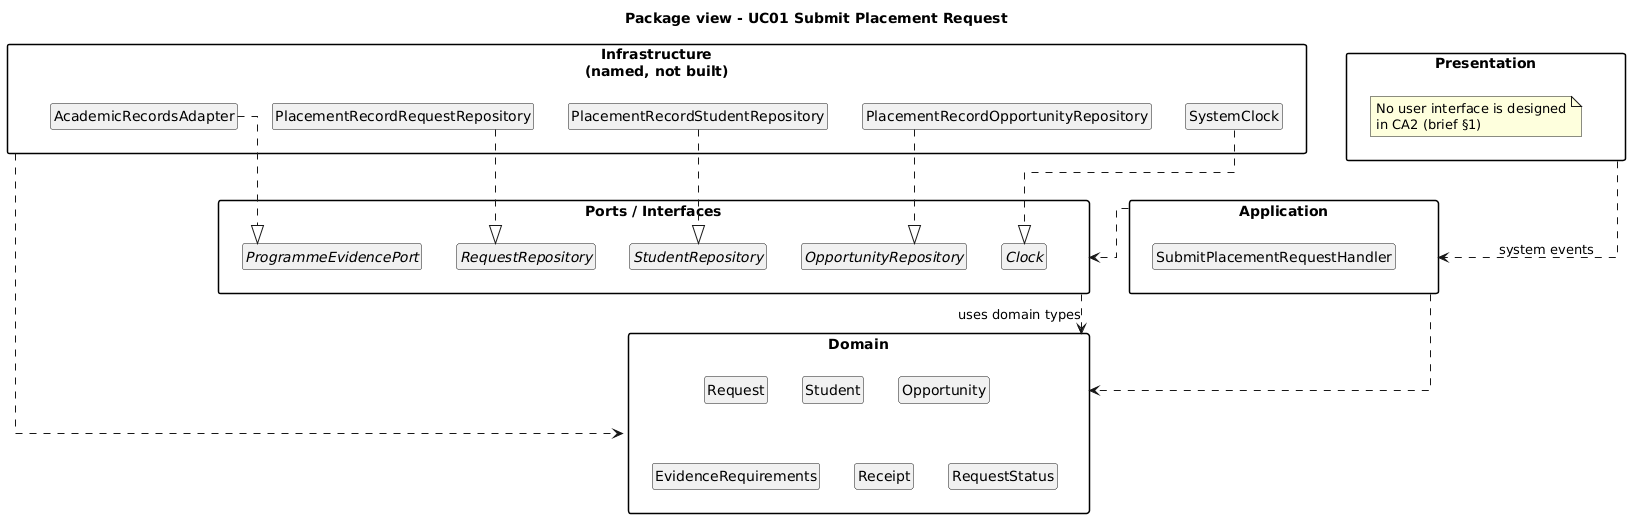 Package view - UC01 Submit Placement Request
Infrastructure
(named, not built)
Presentation
AcademicRecordsAdapter
PlacementRecordRequestRepository
PlacementRecordStudentRepository
PlacementRecordOpportunityRepository
SystemClock
No user interface is designed
in CA2 (brief §1)
Ports / Interfaces
Application
ProgrammeEvidencePort
RequestRepository
StudentRepository
OpportunityRepository
Clock
SubmitPlacementRequestHandler
system events
uses domain types
Domain
Request
Student
Opportunity
EvidenceRequirements
Receipt
RequestStatus